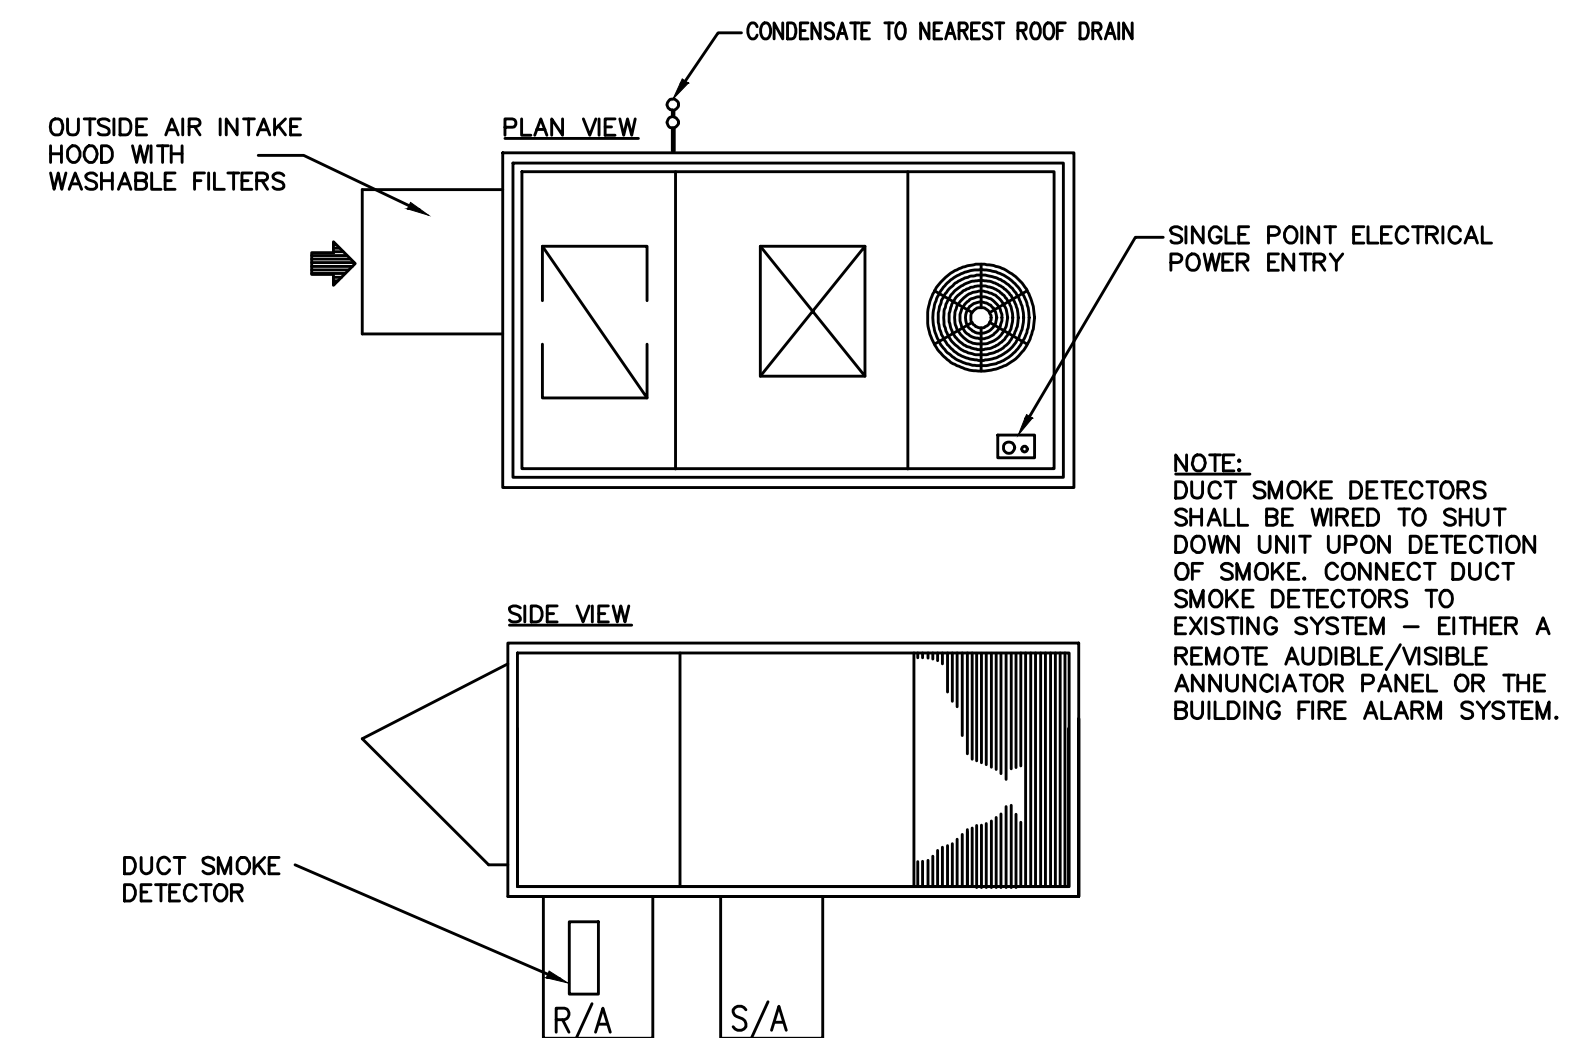 CONDENSATE TO NEAREST ROOF DRAIN
OUTSIDE AIR INTAKE
HOOD WITH
WASHABLE FILTERS
PLAN VIEW
SINGLE POINT ELECTRICAL
POWER ENTRY
NOTE:
DUCT SMOKE DETECTORS
SHALL BE WIRED TO SHUT
DOWN UNIT UPON DETECTION
OF SMOKE. CONNECT DUCT
SMOKE DETECTORS TO
EXISTING SYSTEM – EITHER A
REMOTE AUDIBLE/VISIBLE
ANNUNCIATOR PANEL OR THE
BUILDING FIRE ALARM SYSTEM.
SIDE VIEW
DUCT SMOKE
DETECTOR
R/A
S/A